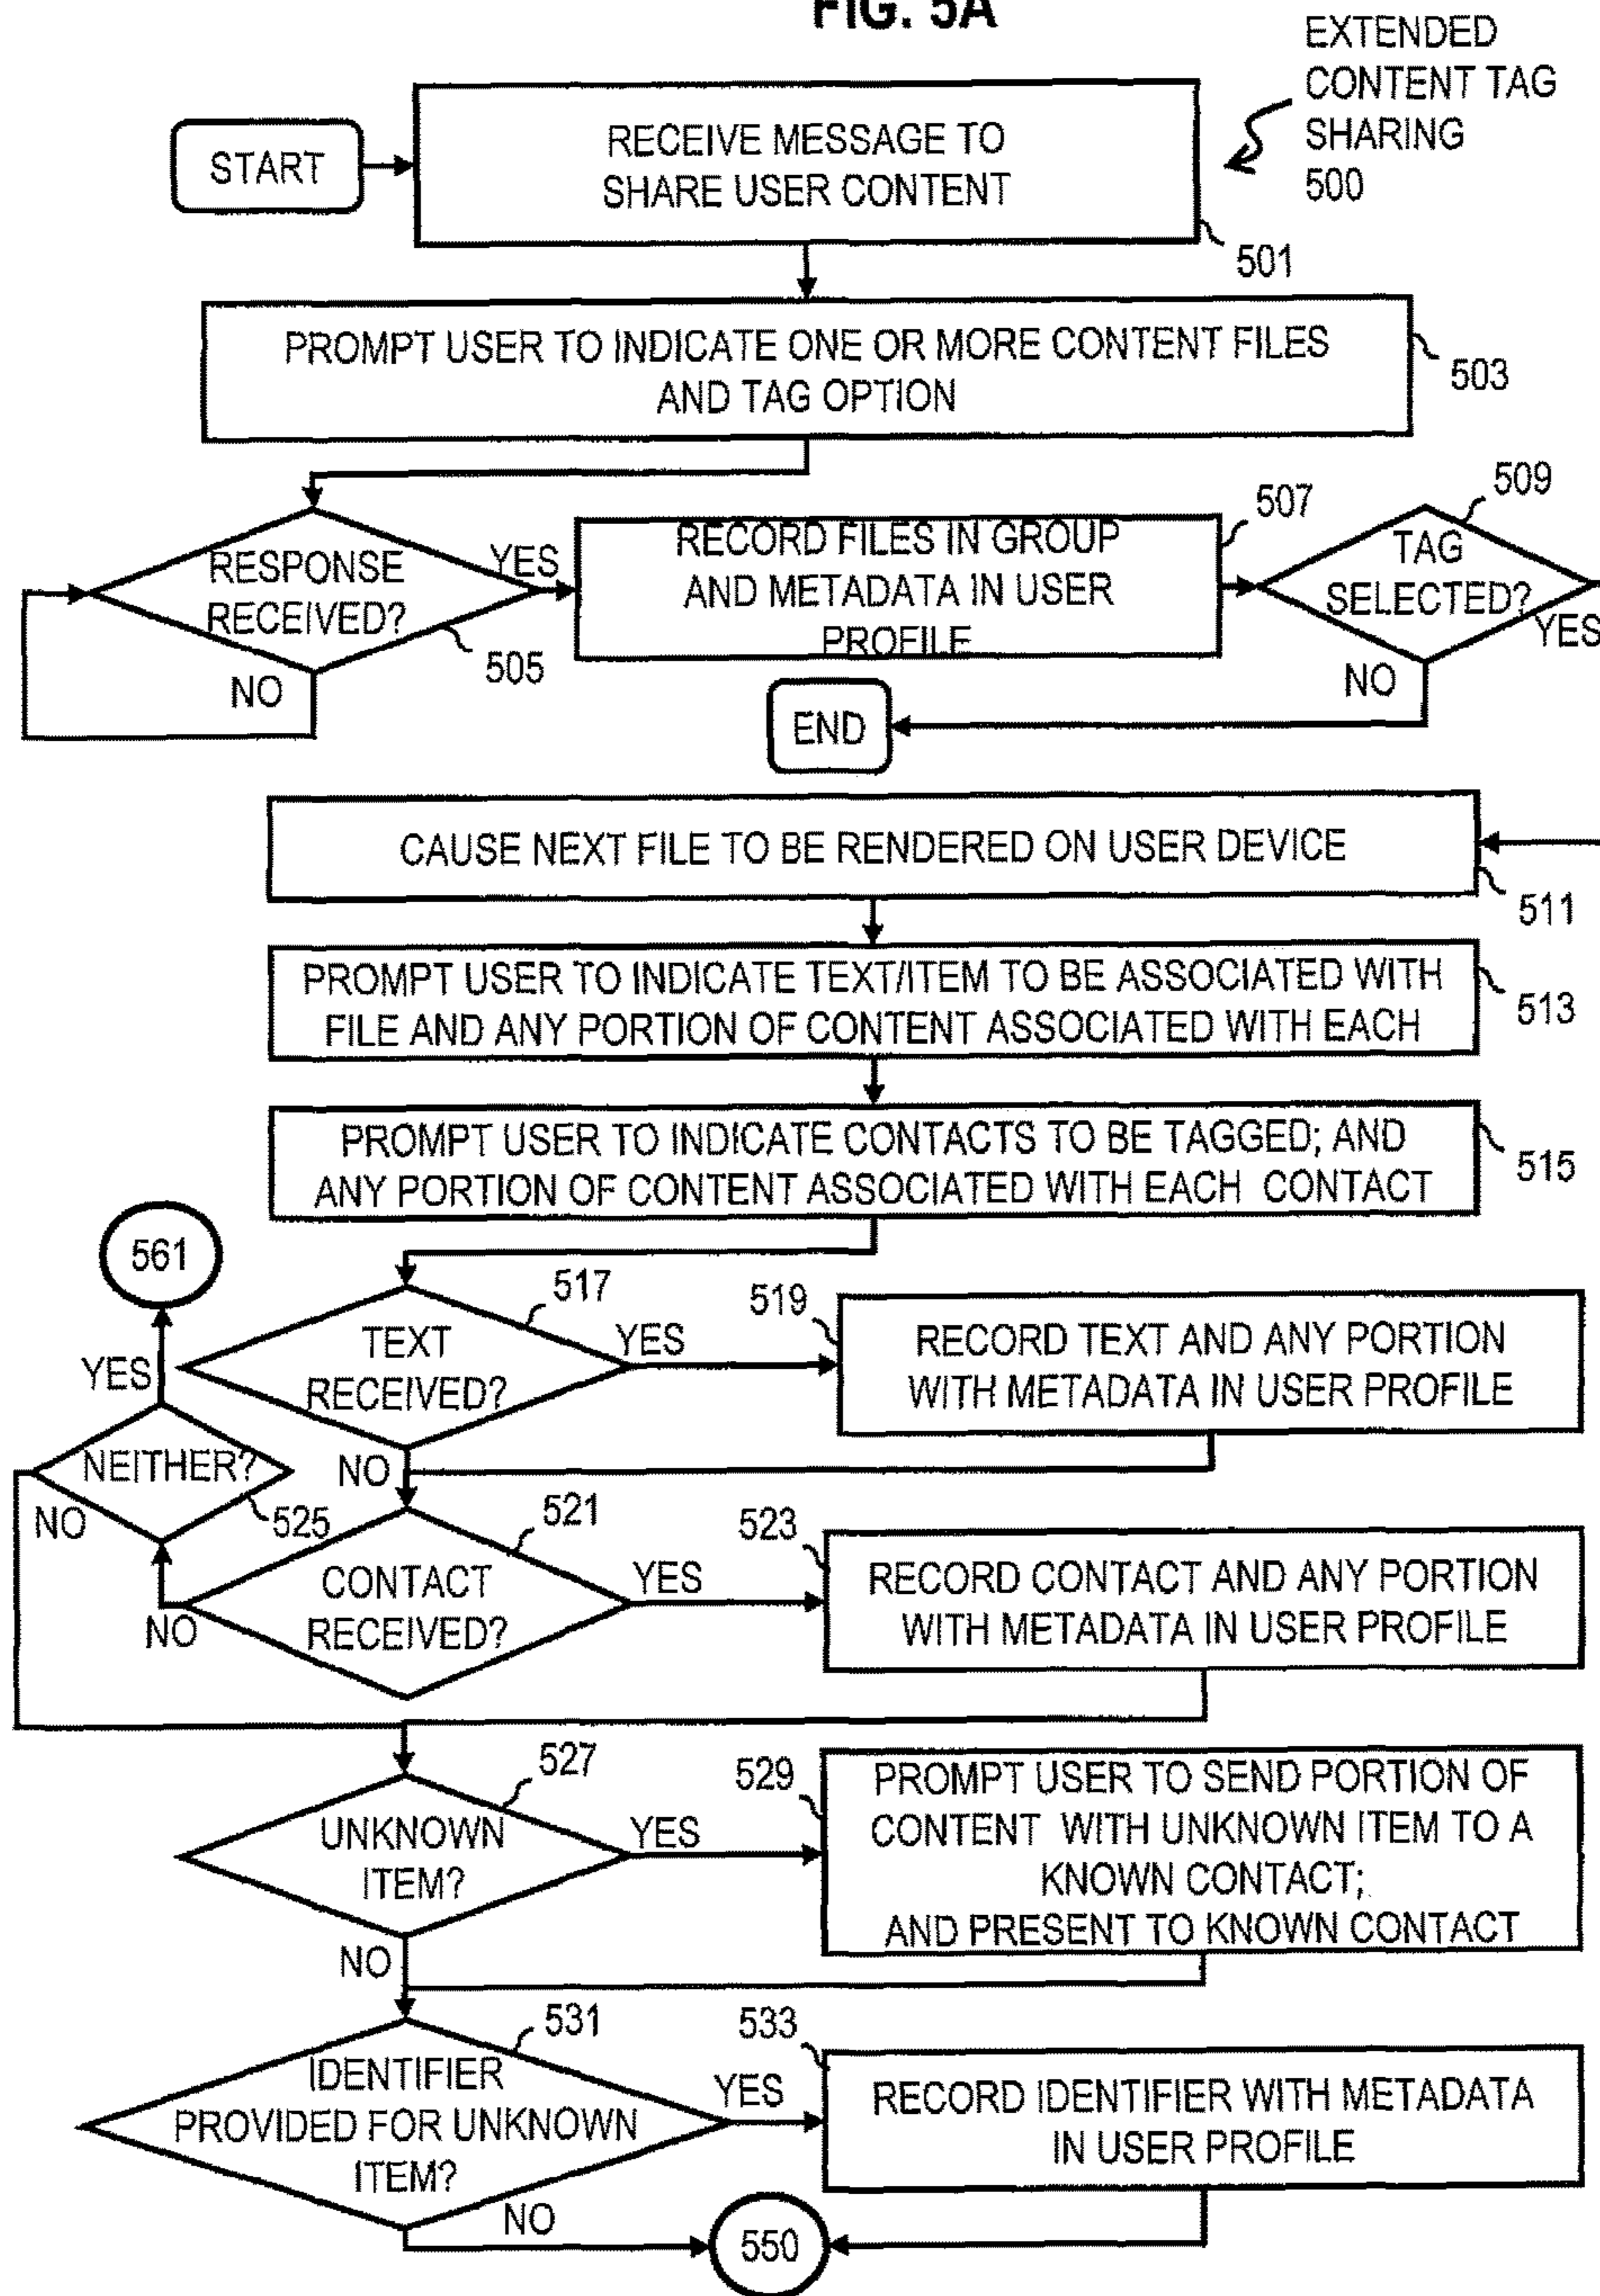 FIG. 5A
EXTENDED
CONTENT TAG
SHARING
500
START
RECEIVE MESSAGE TO
SHARE USER CONTENT
501
PROMPT USER TO INDICATE ONE OR MORE CONTENT FILES
AND TAG OPTION
503
RESPONSE
RECEIVED?
YES
505
NO
RECORD FILES IN GROUP
AND METADATA IN USER
PROFILE
507
509
TAG
SELECTED?
YES
NO
END
CAUSE NEXT FILE TO BE RENDERED ON USER DEVICE
511
PROMPT USER TO INDICATE TEXT/ITEM TO BE ASSOCIATED WITH
FILE AND ANY PORTION OF CONTENT ASSOCIATED WITH EACH
513
PROMPT USER TO INDICATE CONTACTS TO BE TAGGED; AND
ANY PORTION OF CONTENT ASSOCIATED WITH EACH CONTACT
515
561
517
TEXT
RECEIVED?
YES
519
RECORD TEXT AND ANY PORTION
WITH METADATA IN USER PROFILE
YES
NEITHER?
NO
525
NO
521
CONTACT
RECEIVED?
YES
NO
523
RECORD CONTACT AND ANY PORTION
WITH METADATA IN USER PROFILE
527
UNKNOWN
ITEM?
YES
NO
529
PROMPT USER TO SEND PORTION OF
CONTENT WITH UNKNOWN ITEM TO A
KNOWN CONTACT;
AND PRESENT TO KNOWN CONTACT
531
IDENTIFIER
PROVIDED FOR UNKNOWN
ITEM?
YES
NO
533
RECORD IDENTIFIER WITH METADATA
IN USER PROFILE
550